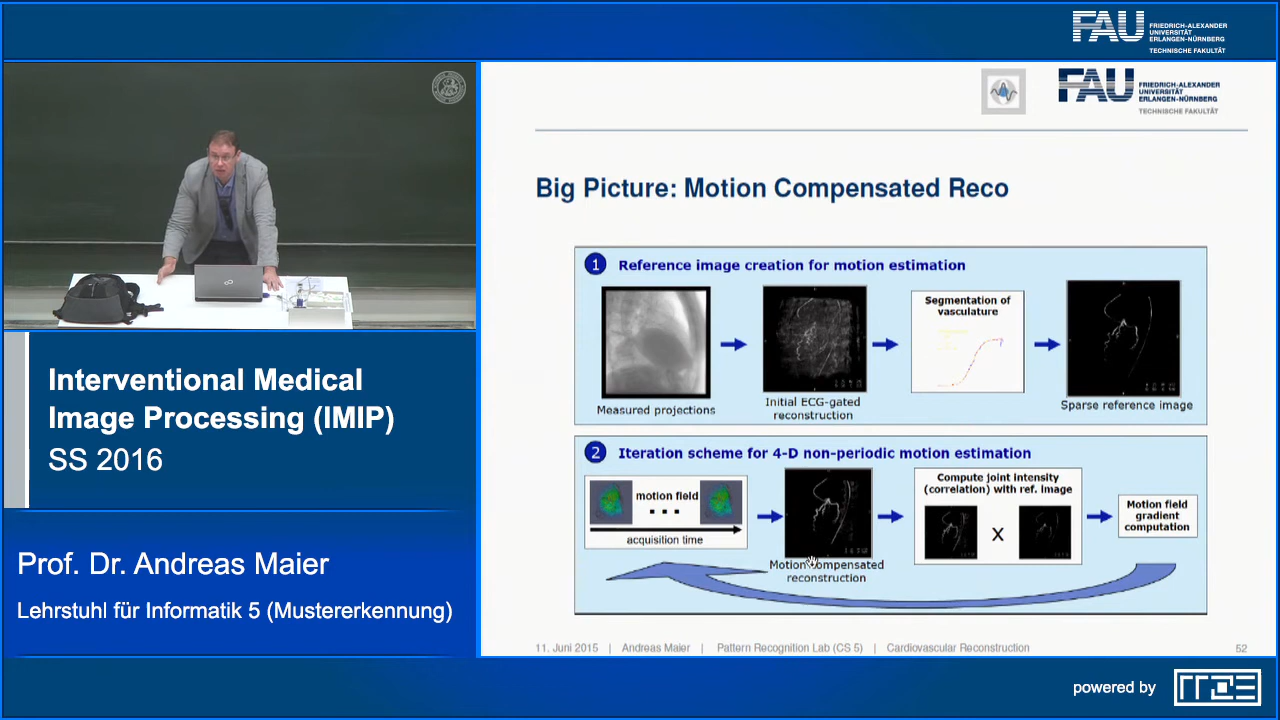 FAU
FRIEDRICH-ALEXANDER
UNIVERSITÄT
ERLANGEN-NÜRNBERG
TECHNISCHE FAKULTÄT
FAU
FRIEDRICH-ALEXANDER
UNIVERSITÄT
ERLANGEN-NÜRNBERG
TECHNISCHE FAKULTÄT
Big Picture: Motion Compensated Reco
1 Reference image creation for motion estimation
Measured projections
Initial ECG-gated
reconstruction
Segmentation of
vasculature
Sparse reference image
2 Iteration scheme for 4-D non-periodic motion estimation
motion field
...
acquisition time
Motion compensated
reconstruction
Compute joint intensity
(correlation) with ref. image
X
Motion field
gradient
computation
11. Juni 2015 | Andreas Maier | Pattern Recognition Lab (CS 5) | Cardiovascular Reconstruction 52
Interventional Medical
Image Processing (IMIP)
SS 2016
Prof. Dr. Andreas Maier
Lehrstuhl für Informatik 5 (Mustererkennung)
powered by